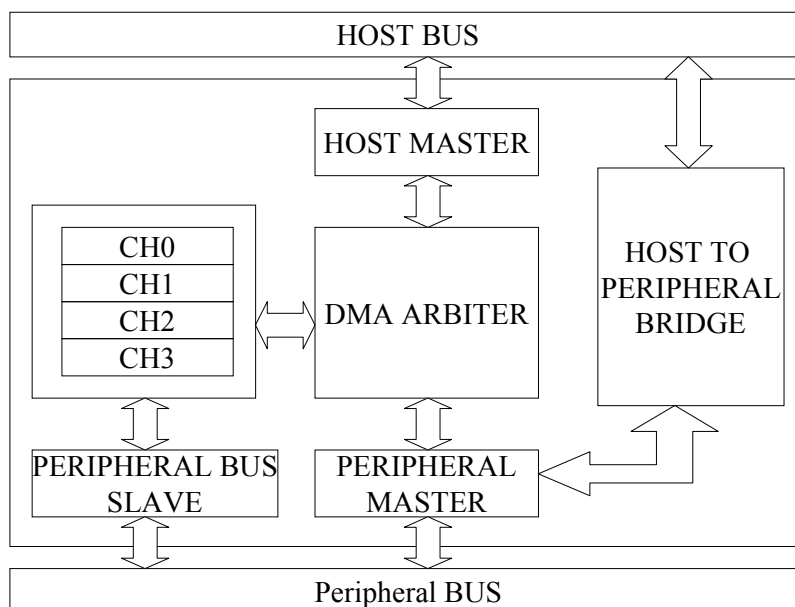 HOST BUS
HOST MASTER
CH0
CH1
CH2
CH3
DMA ARBITER
HOST TO
PERIPHERAL
BRIDGE
PERIPHERAL BUS
SLAVE
PERIPHERAL
MASTER
Peripheral BUS